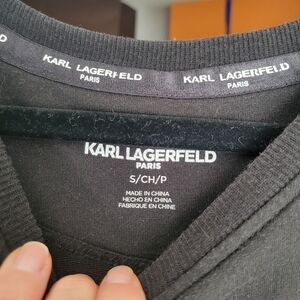 KARL LAGERFELD
PARIS
KARL LAGERFELD
PARIS
KARL LAGERFELD
PARIS
S/CH/P
MADE IN CHINA
HECHO EN CHINA
FABRIQUE EN CHINE